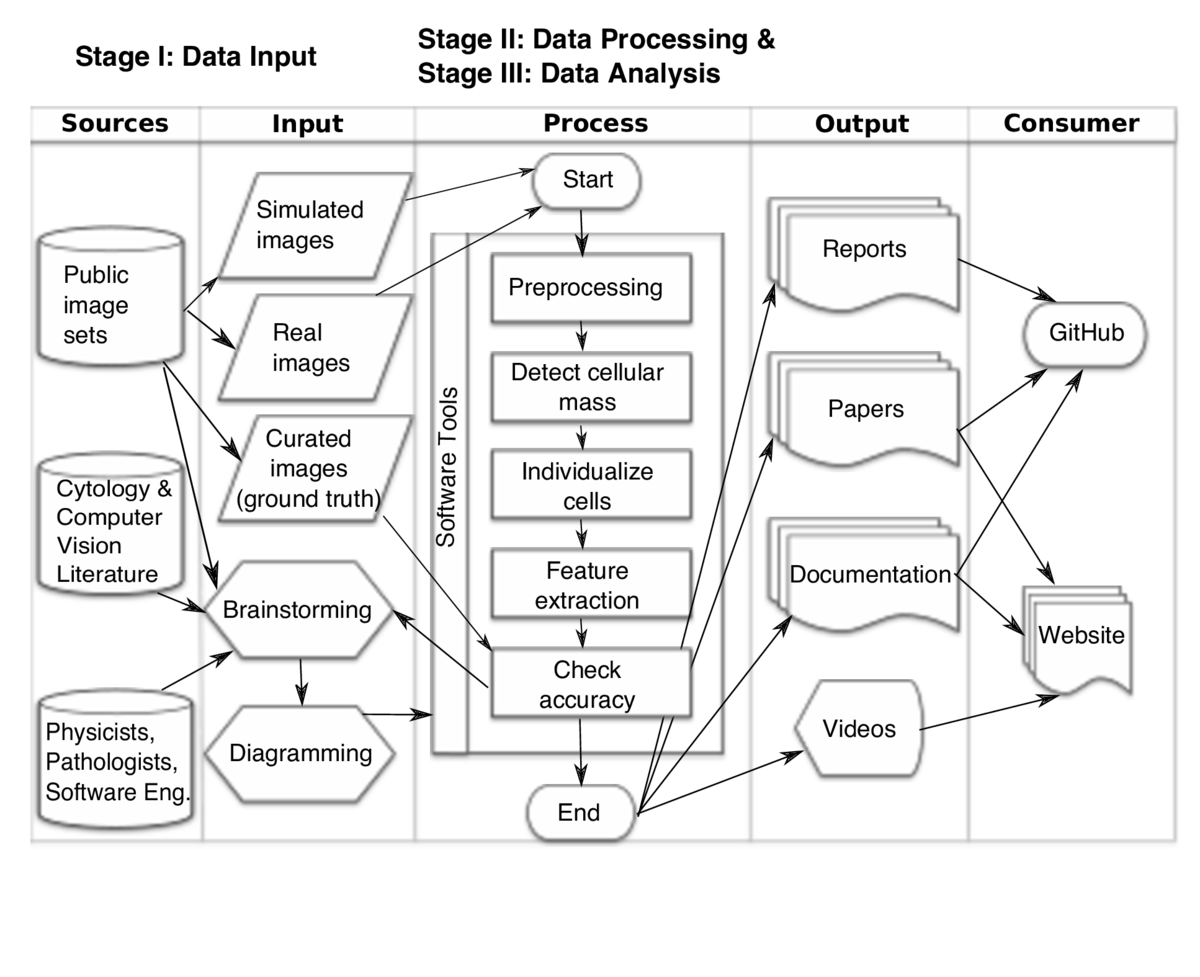 Stage I: Data Input
Stage II: Data Processing &
Stage III: Data Analysis
Sources
Input
Process
Output
Consumer
Public
image
sets
Cytology &
Computer
Vision
Literature
Physicists,
Pathologists,
Software Eng.
Simulated
images
Real
images
Curated
images
(ground truth)
Brainstorming
Diagramming
Start
Software Tools
Preprocessing
Detect cellular
mass
Individualize
cells
Feature
extraction
Check
accuracy
End
Reports
Papers
Documentation
Videos
GitHub
Website